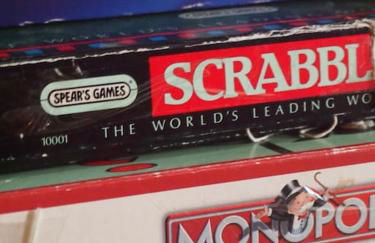 SPEAR'S GAMES
SCRABBL
10001
THE WORLD'S LEADING WO
MONOPO